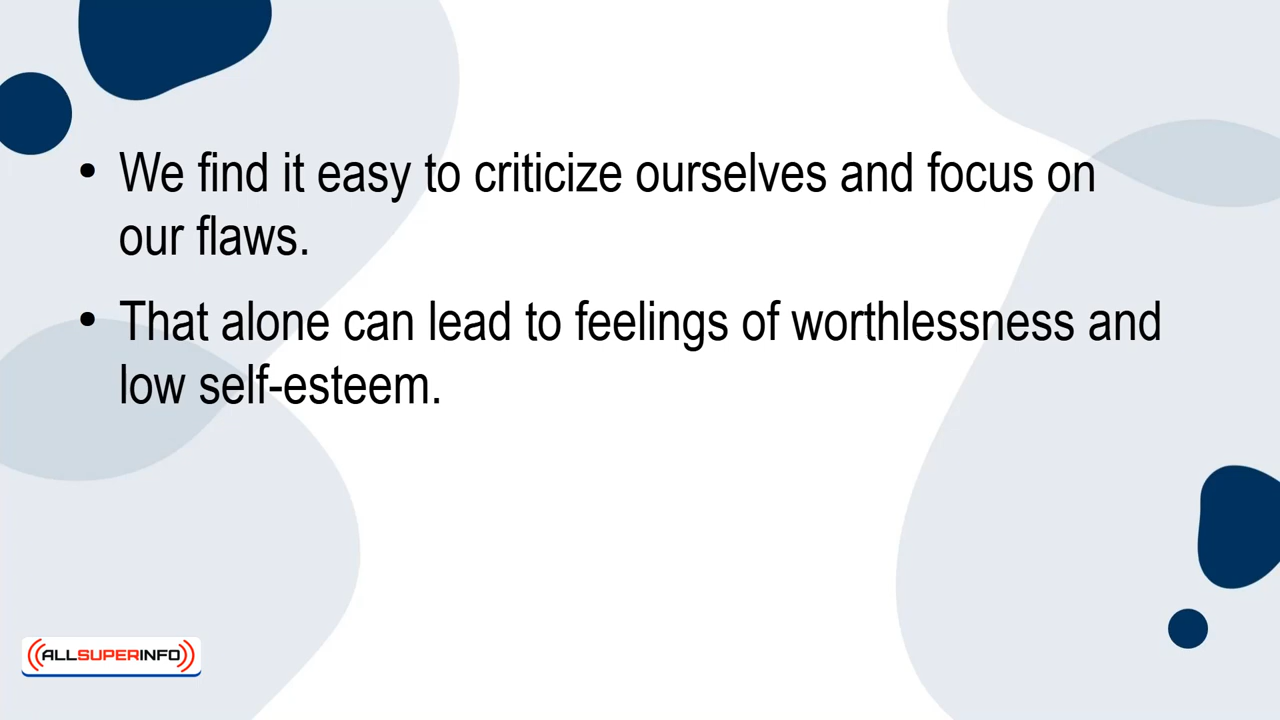 • We find it easy to criticize ourselves and focus on
our flaws.
• That alone can lead to feelings of worthlessness and
low self-esteem.
((ALLSUPERINFO))